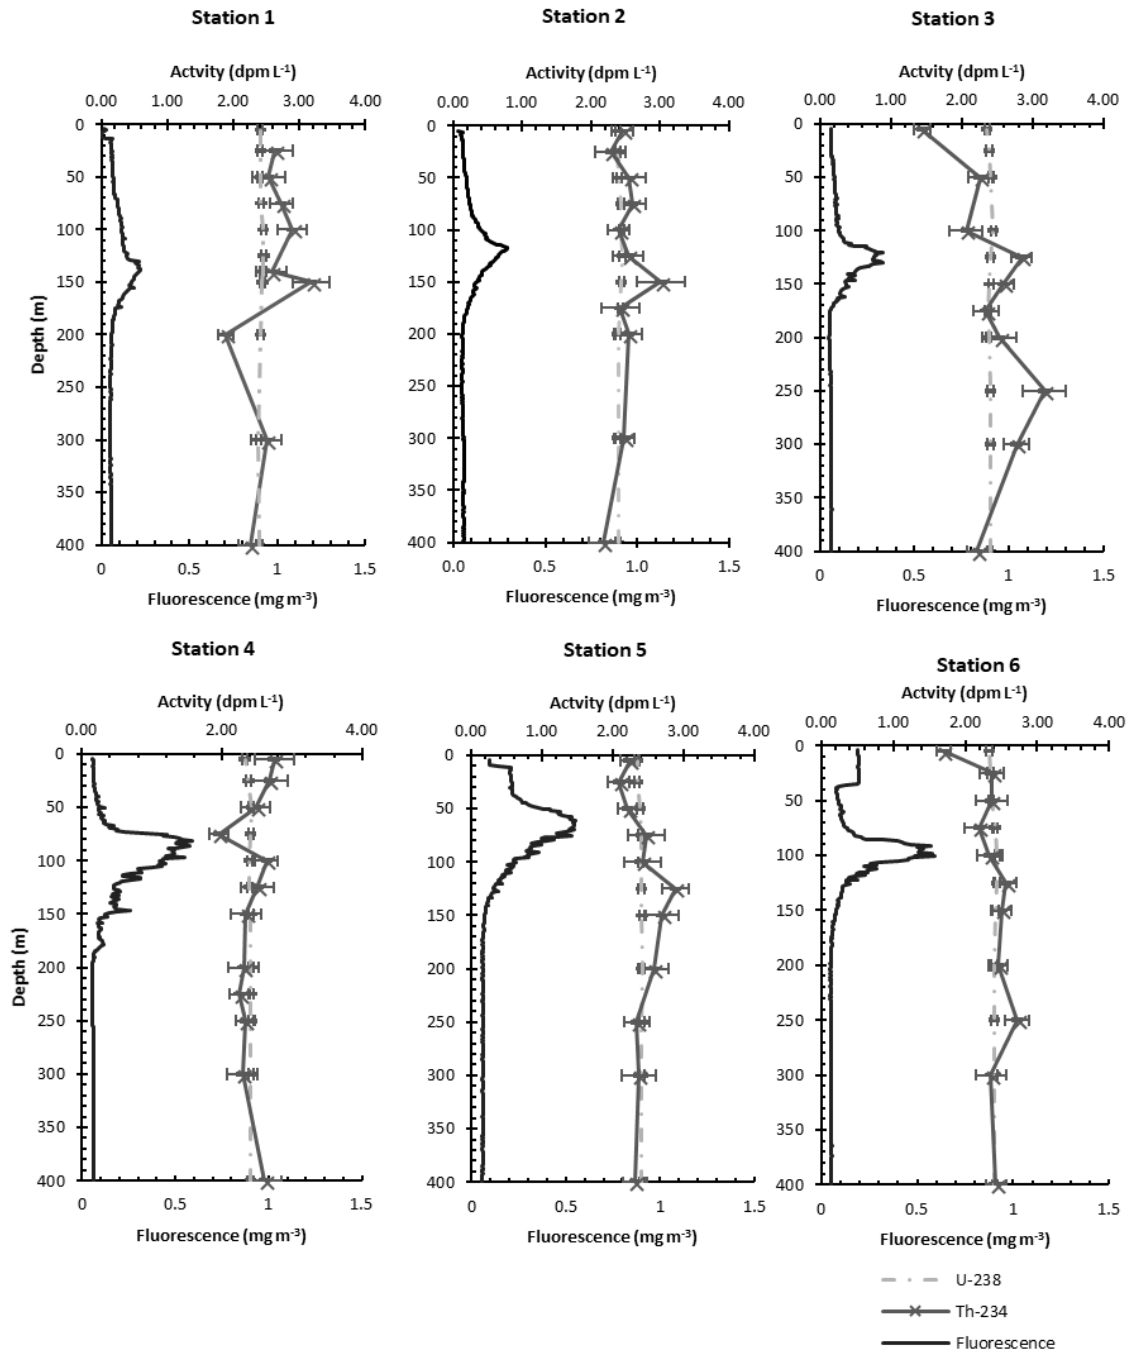 Station 1
Actvity (dpm L-1)
0.00 1.00 2.00 3.00 4.00
0
50
100
150
200
250
300
350
400
Depth (m)
0 0.5 1 1.5
Fluorescence (mg m-3)
Station 2
Activity (dpm L-1)
0.00 1.00 2.00 3.00 4.00
0
50
100
150
200
250
300
350
400
0.0 0.5 1.0 1.5
Fluorescence (mg m-3)
Station 3
Actvity (dpm L-1)
0.00 1.00 2.00 3.00 4.00
0
50
100
150
200
250
300
350
400
0 0.5 1 1.5
Fluorescence (mg m-3)
Station 4
Actvity (dpm L-1)
0.00 2.00 4.00
0
50
100
150
200
250
300
350
400
Depth (m)
0 0.5 1 1.5
Fluorescence (mg m-3)
Station 5
Actvity (dpm L-1)
0.00 1.00 2.00 3.00 4.00
0
50
100
150
200
250
300
350
400
0 0.5 1 1.5
Fluorescence (mg m-3)
Station 6
Actvity (dpm L-1)
0.00 1.00 2.00 3.00 4.00
0
50
100
150
200
250
300
350
400
0 0.5 1 1.5
Fluorescence (mg m-3)
U-238
Th-234
Fluorescence